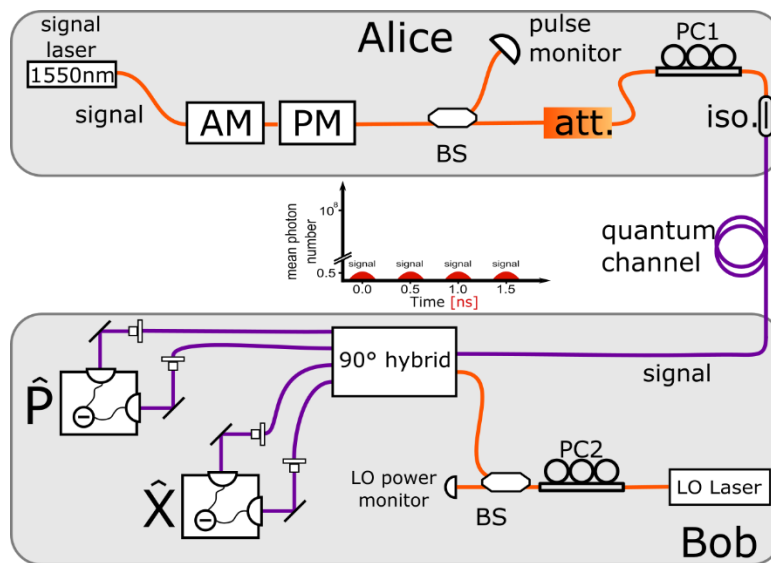 signal
laser
1550nm
signal
Alice
pulse
monitor
PC1
AM
PM
BS
att.
iso.
mean photon
number
10⁸
0.5
signal
signal
signal
signal
0.0
0.5
1.0
1.5
Time [ns]
quantum
channel
90° hybrid
signal
P̂
X̂
LO power
monitor
BS
PC2
LO Laser
Bob